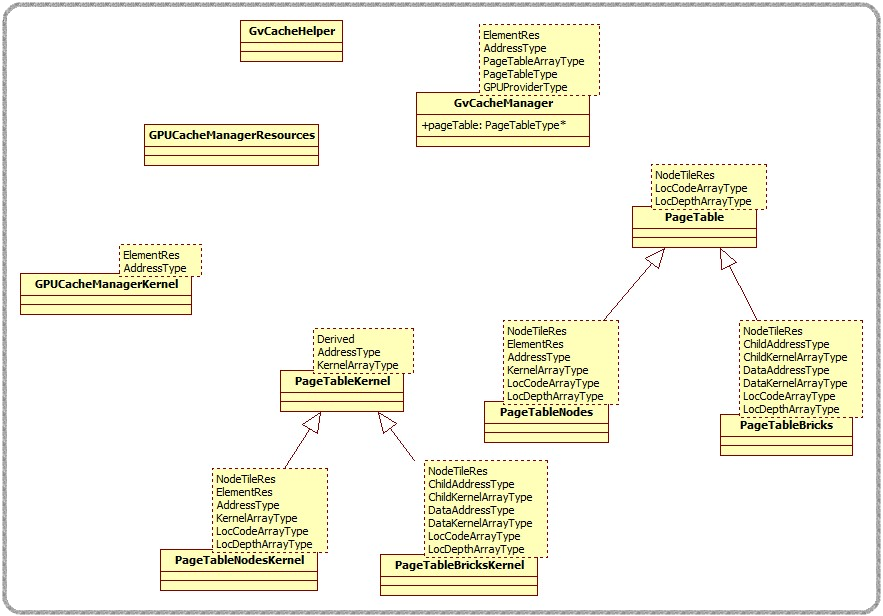 GvCacheHelper
ElementRes
AddressType
PageTableArrayType
PageTableType
GPUProviderType
GvCacheManager
+pageTable: PageTableType*
GPUCacheManagerResources
NodeTileRes
LocCodeArrayType
LocDepthArrayType
PageTable
ElementRes
AddressType
GPUCacheManagerKernel
Derived
AddressType
KernelArrayType
PageTableKernel
NodeTileRes
ElementRes
AddressType
KernelArrayType
LocCodeArrayType
LocDepthArrayType
PageTableNodes
NodeTileRes
ChildAddressType
ChildKernelArrayType
DataAddressType
DataKernelArrayType
LocCodeArrayType
LocDepthArrayType
PageTableBricks
NodeTileRes
ElementRes
AddressType
KernelArrayType
LocCodeArrayType
LocDepthArrayType
PageTableNodesKernel
NodeTileRes
ChildAddressType
ChildKernelArrayType
DataAddressType
DataKernelArrayType
LocCodeArrayType
LocDepthArrayType
PageTableBricksKernel